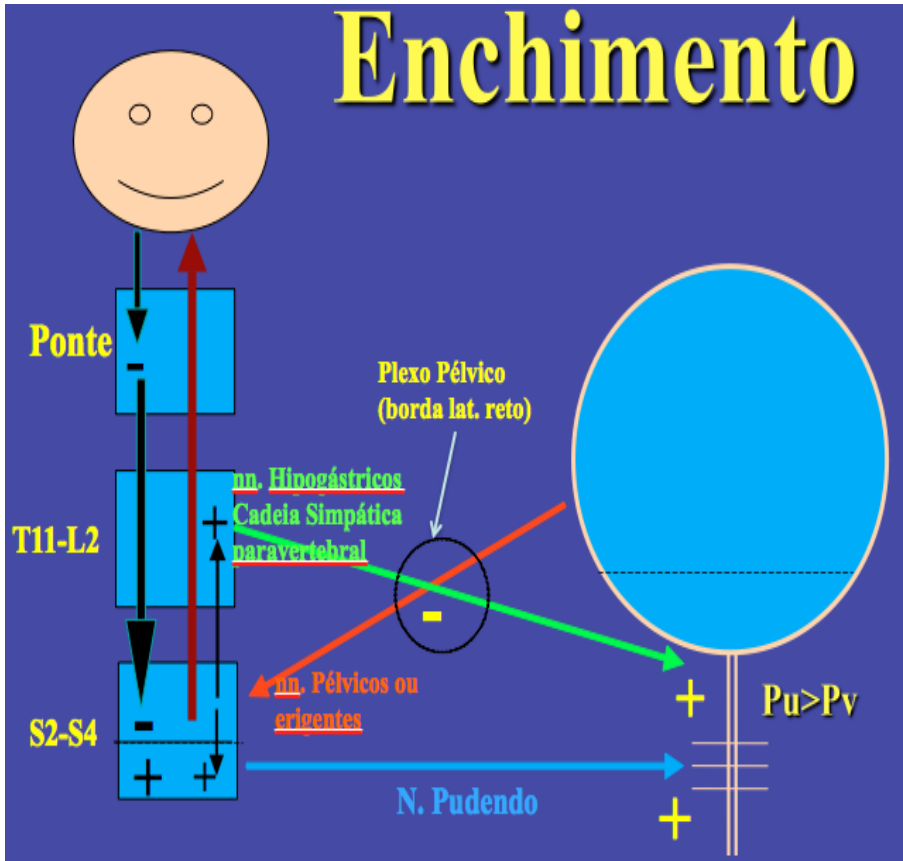 Enchimento
Ponte
-
Plexo Pélvico
(borda lat. reto)
nn. Hipogástricos
Cadeia Simpática
paravertebral
T11-L2
+
-
nn. Pélvicos ou
erigentes
+
Pu>Pv
S2-S4
-
+
+
N. Pudendo
+